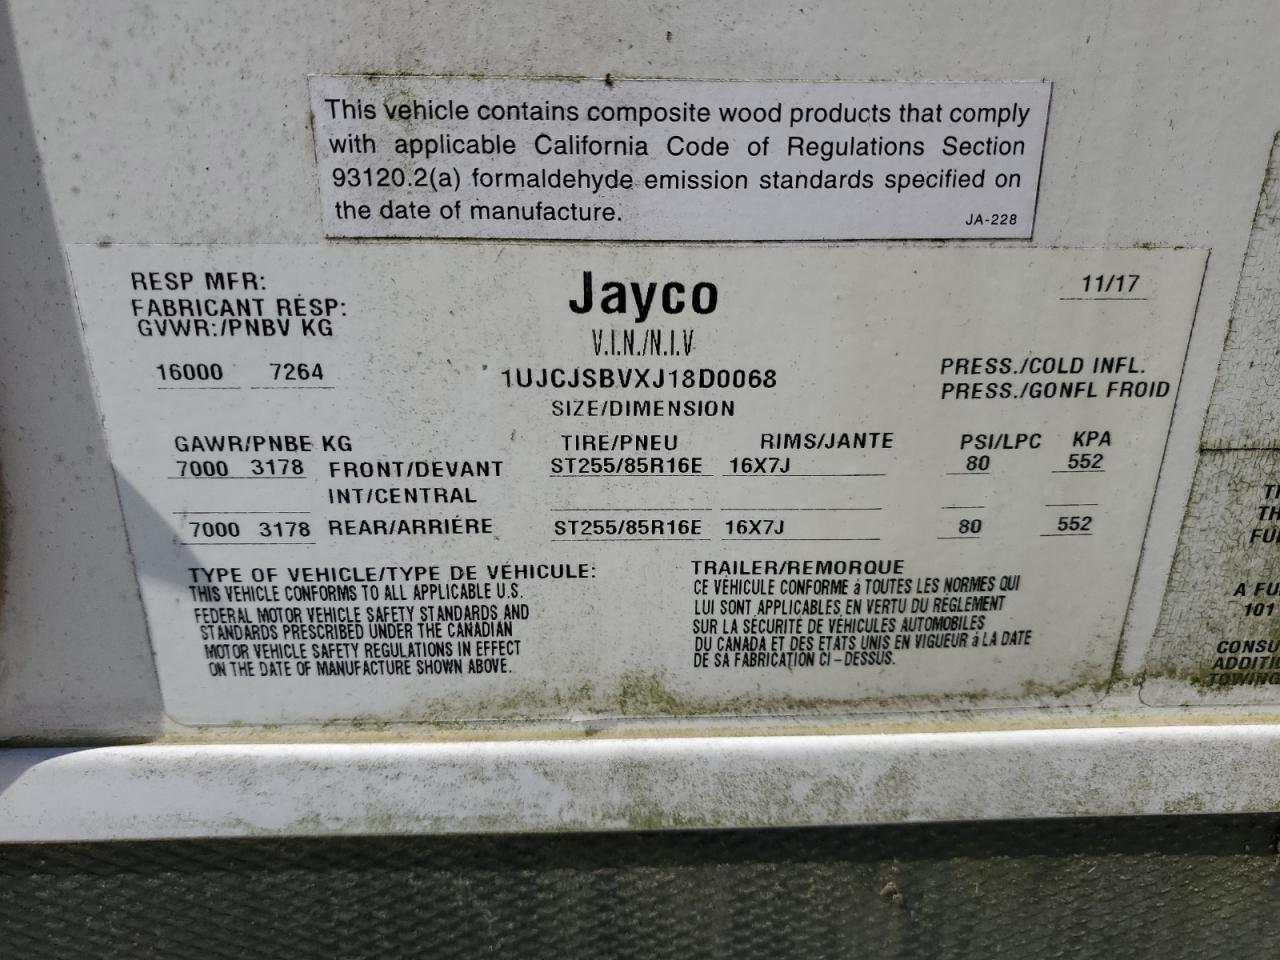 This vehicle contains composite wood products that comply
with applicable California Code of Regulations Section
93120.2(a) formaldehyde emission standards specified on
the date of manufacture.
JA-228
RESP MFR:
FABRICANT RESP:
GVWR:/PNBV KG
Jayco
11/17
V.I.N./N.I.V
16000 7264
1UJCJSBVXJ18D0068
PRESS./COLD INFL.
PRESS./GONFL FROID
SIZE/DIMENSION
GAWR/PNBE KG TIRE/PNEU RIMS/JANTE PSI/LPC KPA
7000 3178 FRONT/DEVANT ST255/85R16E 16X7J 80 552
INT/CENTRAL
7000 3178 REAR/ARRIÉRE ST255/85R16E 16X7J 80 552
TYPE OF VEHICLE/TYPE DE VÉHICULE: TRAILER/REMORQUE
THIS VEHICLE CONFORMS TO ALL APPLICABLE U.S.
FEDERAL MOTOR VEHICLE SAFETY STANDARDS AND
STANDARDS PRESCRIBED UNDER THE CANADIAN
MOTOR VEHICLE SAFETY REGULATIONS IN EFFECT
ON THE DATE OF MANUFACTURE SHOWN ABOVE.
CE VÉHICULE CONFORME à TOUTES LES NORMES QUI
LUI SONT APPLICABLES EN VERTU DU RÉGLEMENT
SUR LA SÉCURITÉ DE VÉHICULES AUTOMOBILES
DU CANADA ET DES ÉTATS UNIS EN VIGUEUR à LA DATE
DE SA FABRICATION CI-DESSUS.
A FU
101
CONSU
ADDITI
TOWING